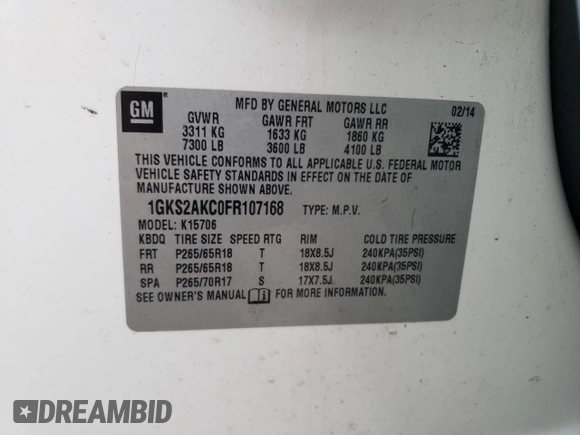 GM
MFD BY GENERAL MOTORS LLC
02/14
GVWR GAWR FRT GAWR RR
3311 KG 1633 KG 1860 KG
7300 LB 3600 LB 4100 LB
THIS VEHICLE CONFORMS TO ALL APPLICABLE U.S. FEDERAL MOTOR
VEHICLE SAFETY STANDARDS IN EFFECT ON THE DATE OF
MANUFACTURE SHOWN ABOVE.
1GKS2AKC0FR107168 TYPE: M.P.V.
MODEL: K15706
KBDQ TIRE SIZE SPEED RTG RIM COLD TIRE PRESSURE
FRT P265/65R18 T 18X8.5J 240KPA(35PSI)
RR P265/65R18 T 18X8.5J 240KPA(35PSI)
SPA P265/70R17 S 17X7.5J 240KPA(35PSI)
SEE OWNER'S MANUAL FOR MORE INFORMATION.
DREAMBID